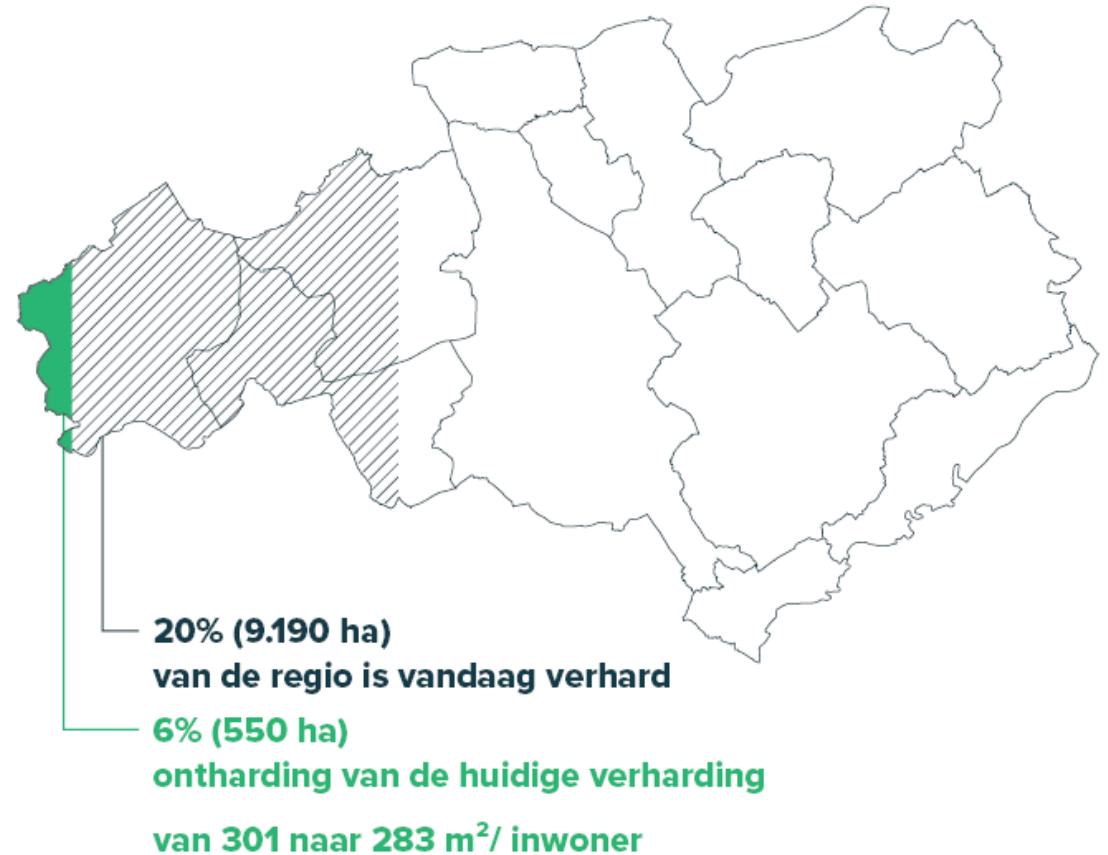 20% (9.190 ha)
van de regio is vandaag verhard
6% (550 ha)
ontharding van de huidige verharding
van 301 naar 283 m²/ inwoner